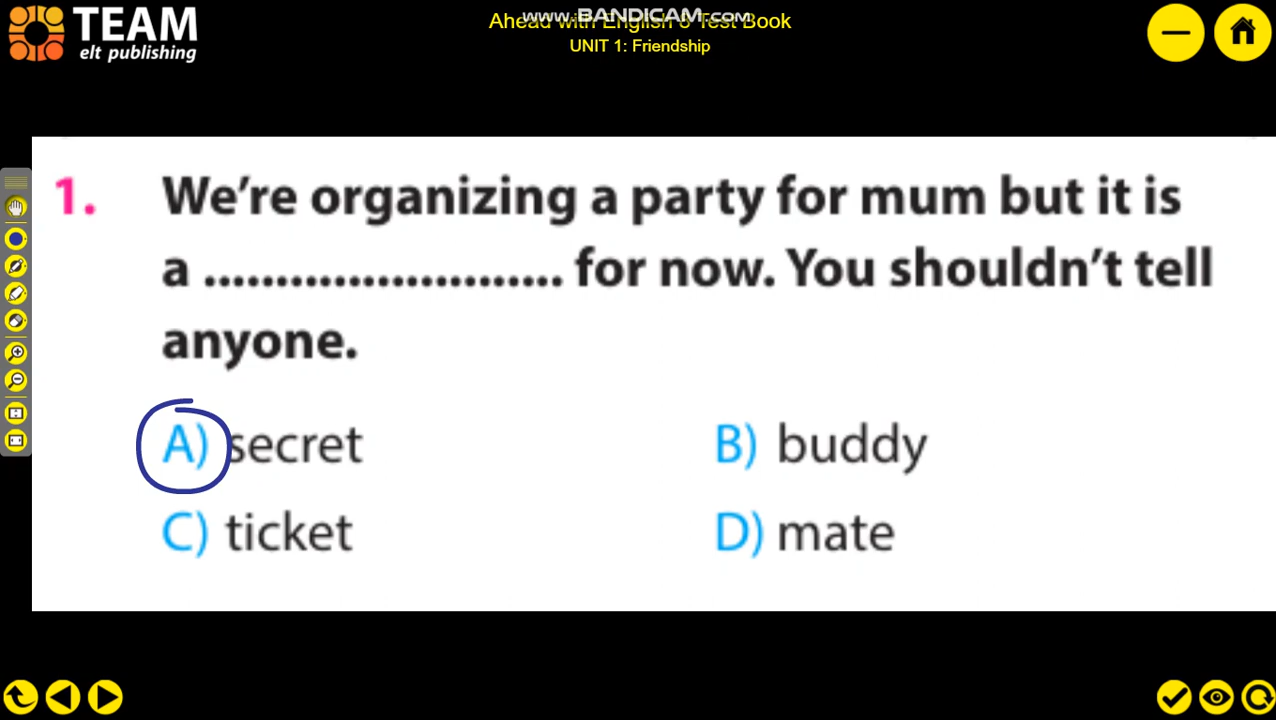 TEAM
elt publishing
www.BANDICAM.com
Ahead with English 8 Test Book
UNIT 1: Friendship
1. We're organizing a party for mum but it is
a ......................... for now. You shouldn't tell
anyone.
A) secret B) buddy
C) ticket D) mate